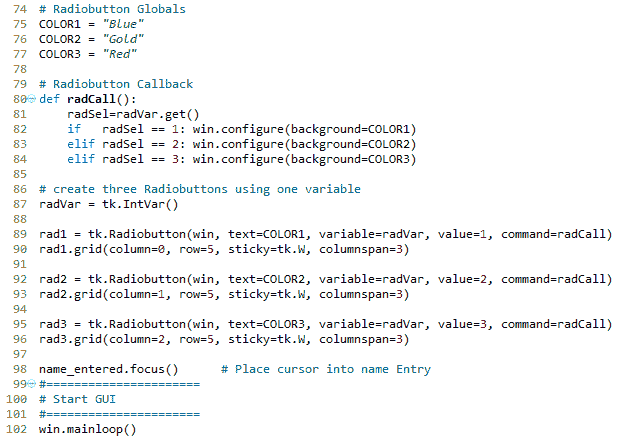 74 # Radiobutton Globals
75 COLOR1 = "Blue"
76 COLOR2 = "Gold"
77 COLOR3 = "Red"
78
79 # Radiobutton Callback
80 def radCall():
81     radSel=radVar.get()
82     if   radSel == 1: win.configure(background=COLOR1)
83     elif radSel == 2: win.configure(background=COLOR2)
84     elif radSel == 3: win.configure(background=COLOR3)
85
86 # create three Radiobuttons using one variable
87 radVar = tk.IntVar()
88
89 rad1 = tk.Radiobutton(win, text=COLOR1, variable=radVar, value=1, command=radCall)
90 rad1.grid(column=0, row=5, sticky=tk.W, columnspan=3)
91
92 rad2 = tk.Radiobutton(win, text=COLOR2, variable=radVar, value=2, command=radCall)
93 rad2.grid(column=1, row=5, sticky=tk.W, columnspan=3)
94
95 rad3 = tk.Radiobutton(win, text=COLOR3, variable=radVar, value=3, command=radCall)
96 rad3.grid(column=2, row=5, sticky=tk.W, columnspan=3)
97
98 name_entered.focus()      # Place cursor into name Entry
99 #======================
100 # Start GUI
101 #======================
102 win.mainloop()